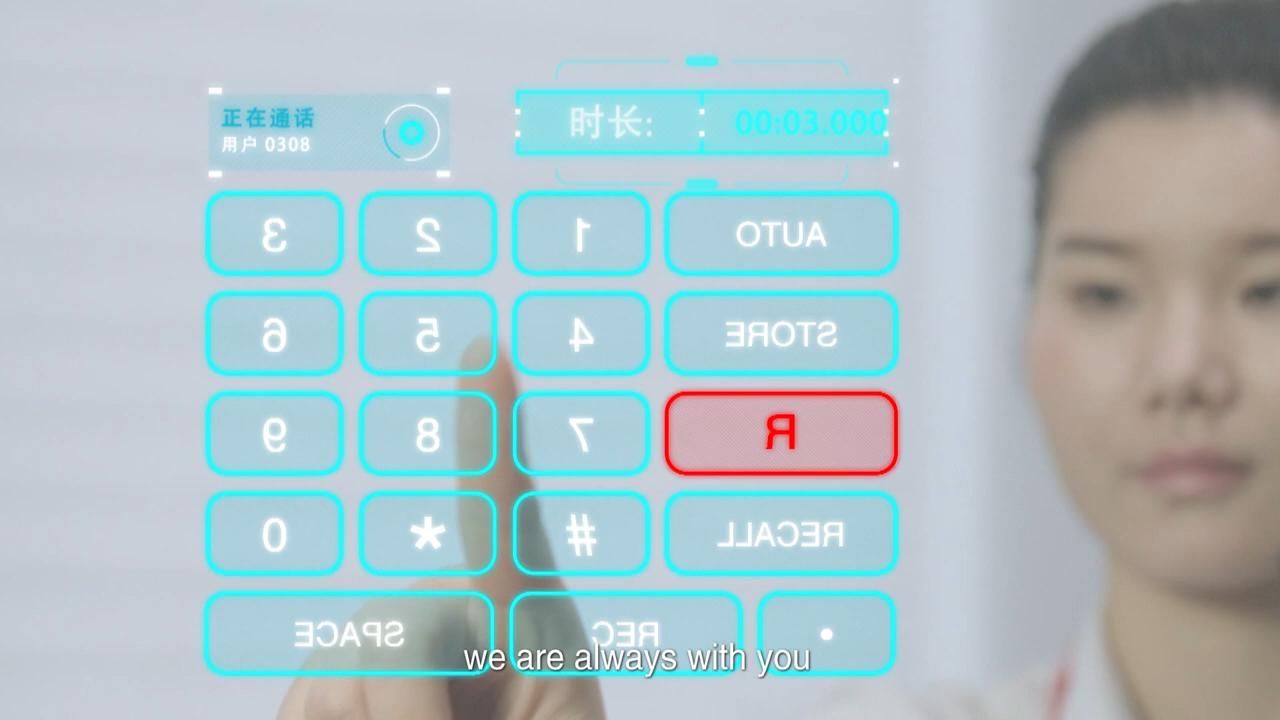 正在通话
用户 0308
时长: 00:03.000
3 2 1 AUTO
6 5 4 STORE
9 8 7 R
0 * # RECALL
SPACE REC •
we are always with you